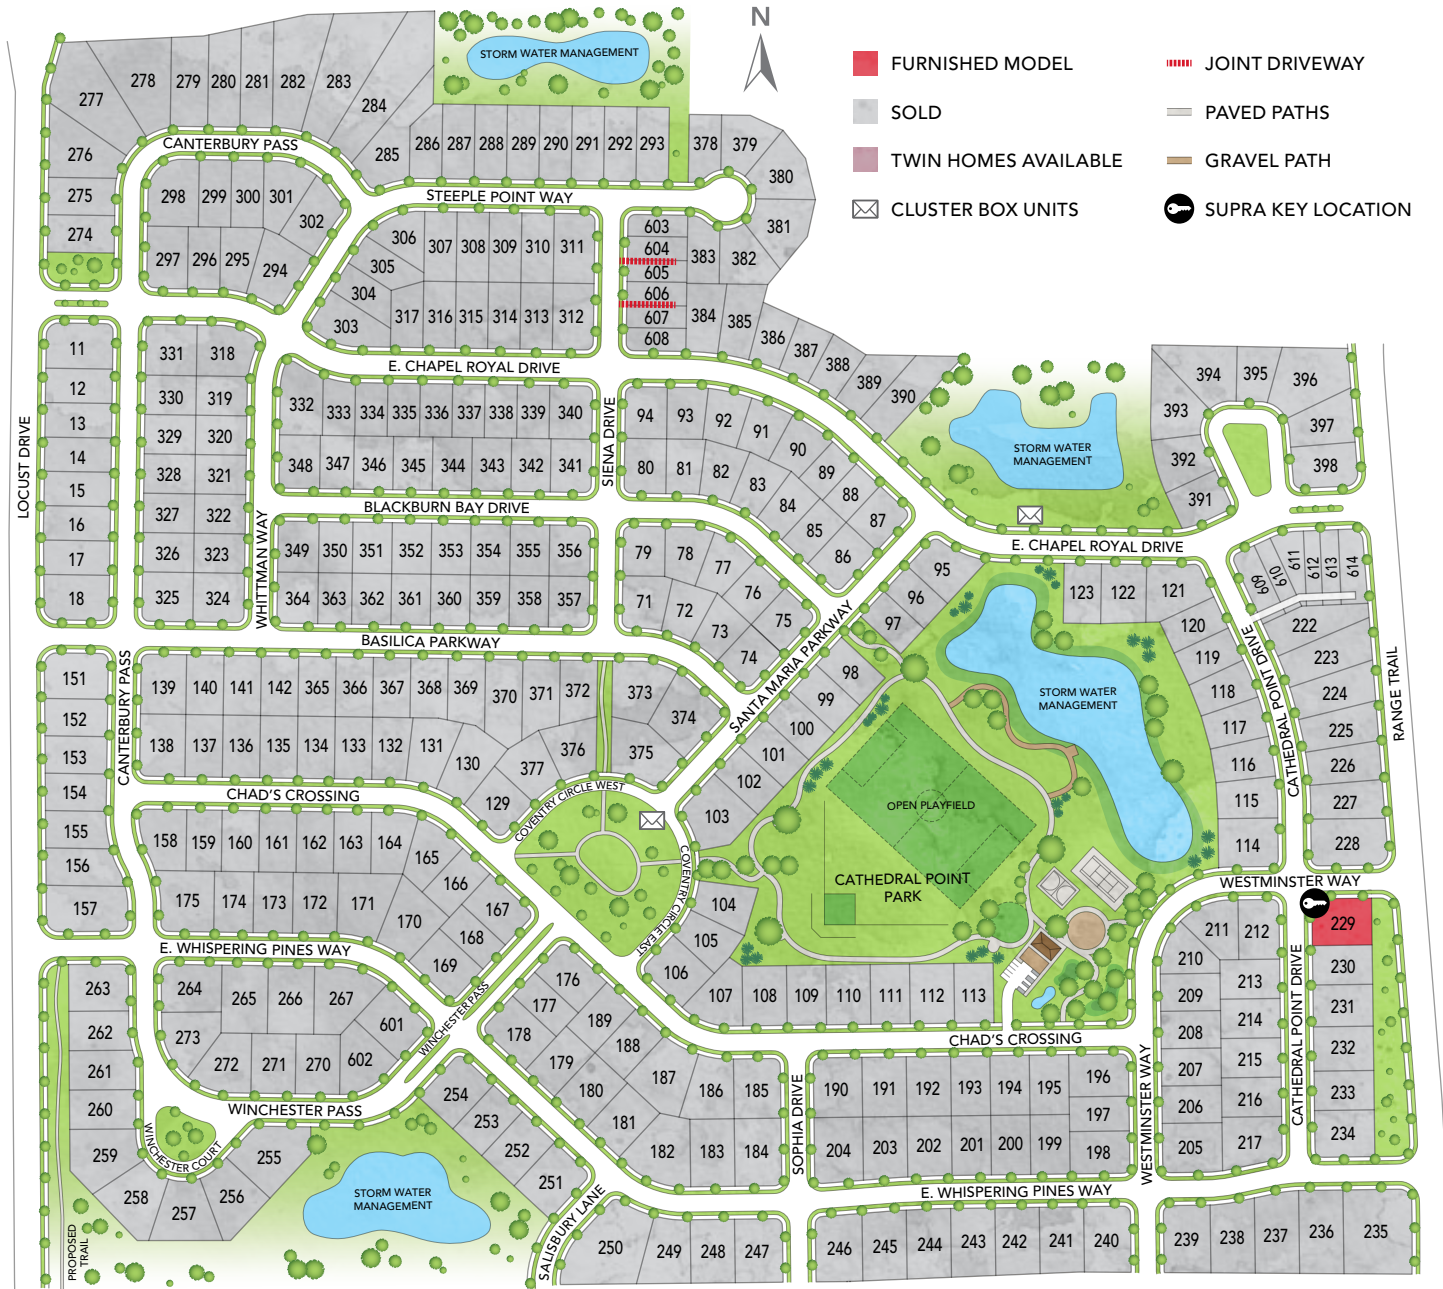 N
FURNISHED MODEL
SOLD
TWIN HOMES AVAILABLE
CLUSTER BOX UNITS
JOINT DRIVEWAY
PAVED PATHS
GRAVEL PATH
SUPRA KEY LOCATION
STORM WATER MANAGEMENT
277 278 279 280 281 282 283 284 285
276
275
274
CANTERBURY PASS
286 287 288 289 290 291 292 293
378 379 380 381 382 383
STEEPLE POINT WAY
298 299 300 301 302
297 296 295 294
306 307 308 309 310 311
305
304
303 317 316 315 314 313 312
603
604
605
606
607
608
384 385 386 387 388 389 390
E. CHAPEL ROYAL DRIVE
LOCUST DRIVE
11
12
13
14
15
16
17
18
331 318
330 319
329 320
328 321
327 322
326 323
325 324
WHITTMAN WAY
332 333 334 335 336 337 338 339 340
348 347 346 345 344 343 342 341
SIENA DRIVE
94 93 92 91 90 89 88 87
80 81 82 83 84 85 86
BLACKBURN BAY DRIVE
349 350 351 352 353 354 355 356
364 363 362 361 360 359 358 357
79 78 77 76 75
71 72 73 74
BASILICA PARKWAY
SANTA MARIA PARKWAY
STORM WATER
MANAGEMENT
394 395 396
393 397
392 398
391
E. CHAPEL ROYAL DRIVE
95
96
97
98
99
100
101
102
103
123 122 121
120
119
118
117
116
115
114
609 610 611 612 613 614
222
223
224
225
226
227
228
CATHEDRAL POINT DRIVE
RANGE TRAIL
STORM WATER
MANAGEMENT
OPEN PLAYFIELD
CATHEDRAL POINT
PARK
151
152
153
154
155
156
157
CANTERBURY PASS
139 140 141 142 365 366 367 368 369 370 371 372
138 137 136 135 134 133 132 131 130 129
373
374
375
376
377
CHAD'S CROSSING
COVENTRY CIRCLE WEST
COVENTRY CIRCLE EAST
158 159 160 161 162 163 164 165 166 167
175 174 173 172 171 170 168 169
E. WHISPERING PINES WAY
104
105
106
107 108 109 110 111 112 113
WESTMINSTER WAY
229
230
231
232
233
234
211 212
210 213
209 214
208 215
207 216
206 217
205
CATHEDRAL POINT DRIVE
WESTMINSTER WAY
CHAD'S CROSSING
263
262
261
260
259
258
257
256
255
264 265 266 267 601
273 272 271 270 602
WINCHESTER PASS
WINCHESTER PASS
WINCHESTER COURT
176
177
178
179
180
181
182 183 184
189
188
187
186 185
SOPHIA DRIVE
190 191 192 193 194 195 196
197
204 203 202 201 200 199 198
254
253
252
251
STORM WATER
MANAGEMENT
SALISBURY LANE
E. WHISPERING PINES WAY
250 249 248 247
246 245 244 243 242 241 240
239 238 237 236 235
PROPOSED
TRAIL